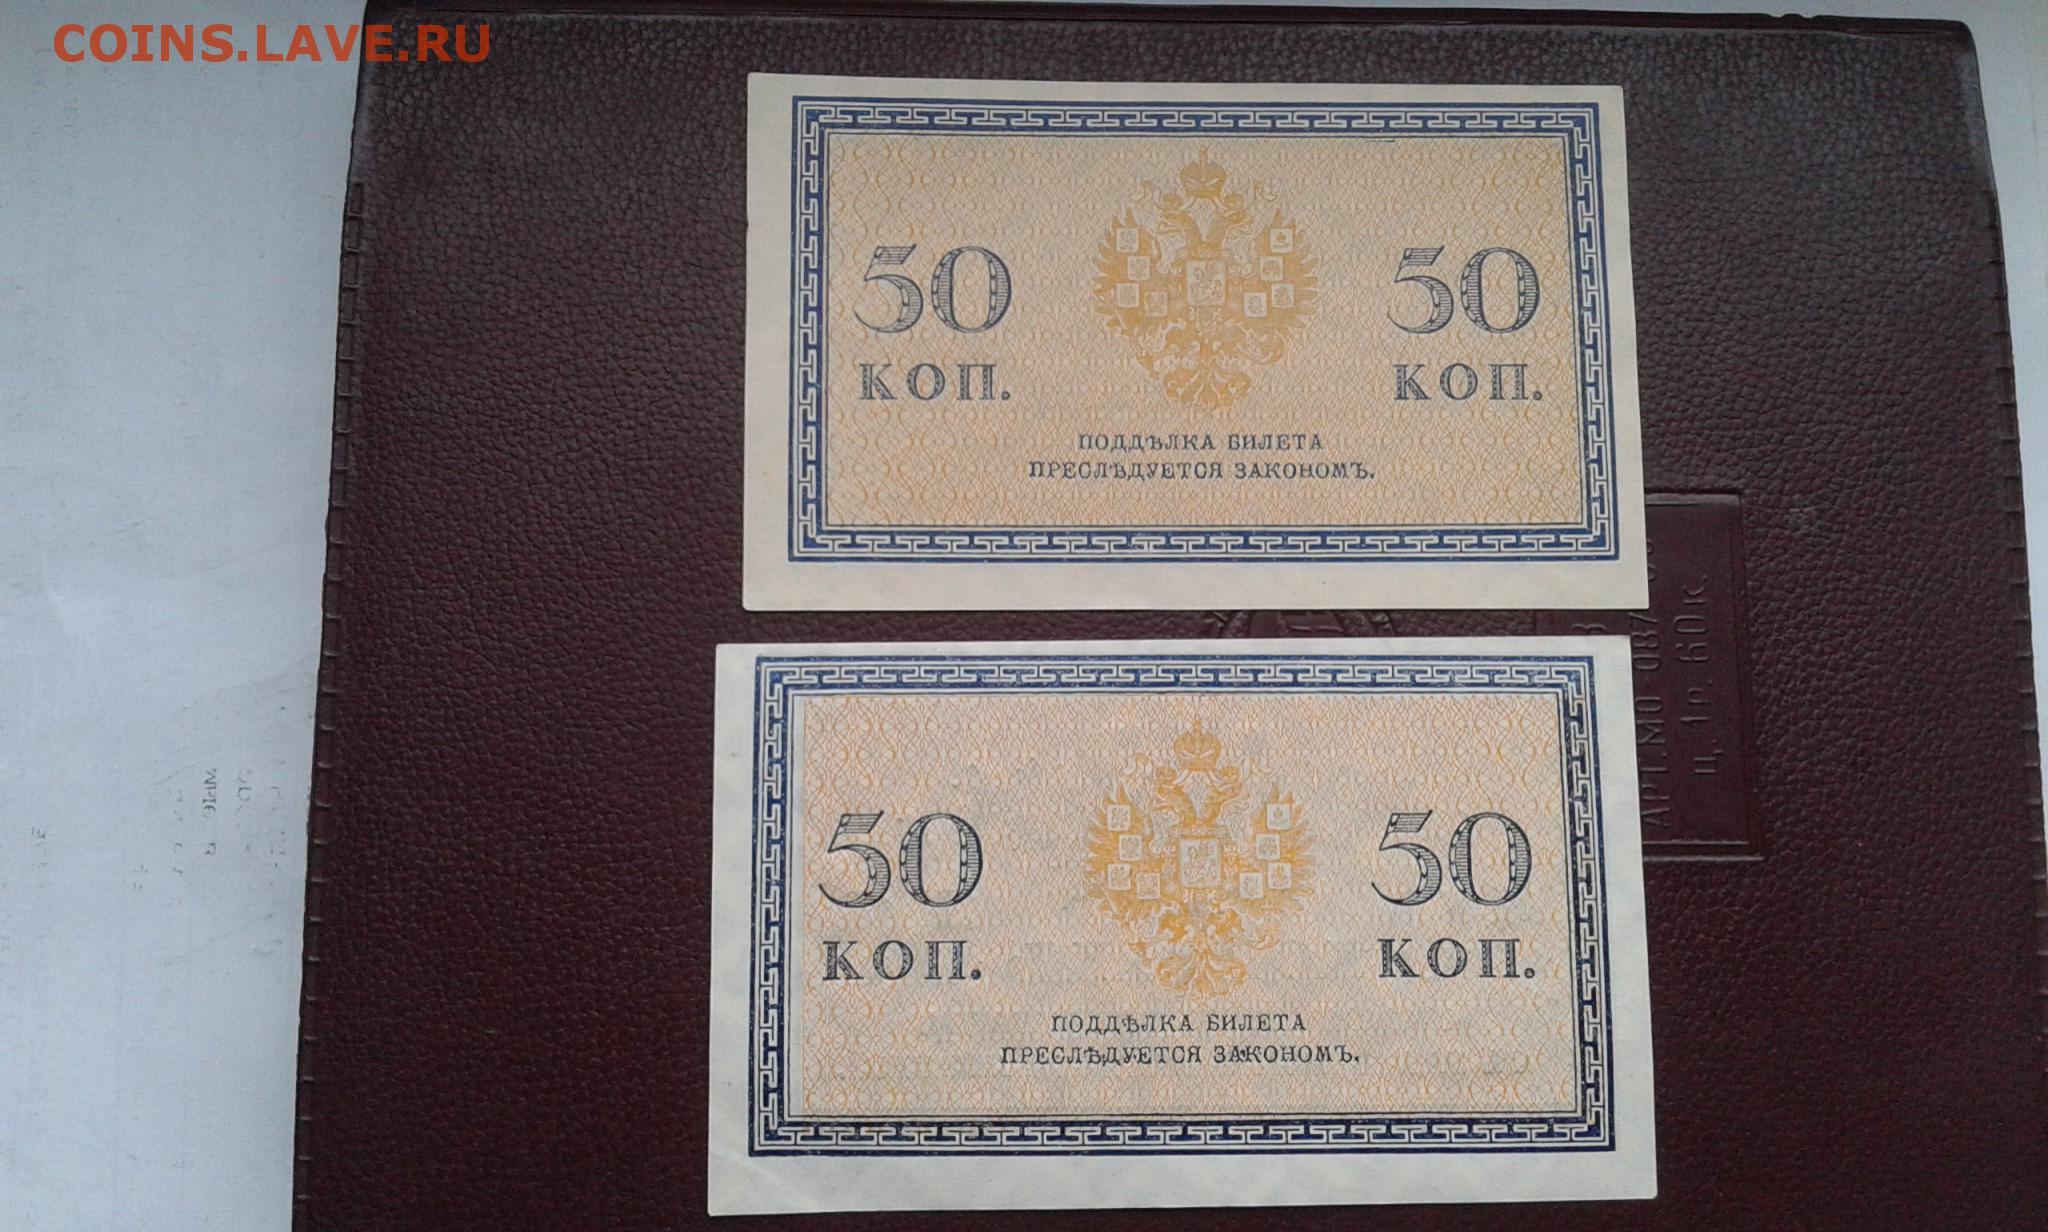 COINS.LAVE.RU
50 50
КОП. КОП.
ПОДДѢЛКА БИЛЕТА
ПРЕСЛѢДУЕТСЯ ЗАКОНОМЪ.
50 50
КОП. КОП.
ПОДДѢЛКА БИЛЕТА
ПРЕСЛѢДУЕТСЯ ЗАКОНОМЪ.
ц. 1р 60к.